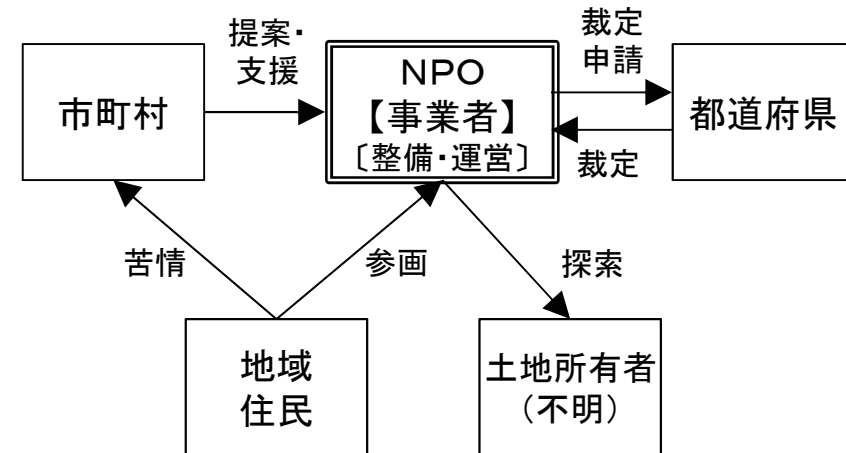 提案・
支援
裁定
申請
市町村
NPO
【事業者】
〔整備・運営〕
都道府県
裁定
苦情
参画
探索
地域
住民
土地所有者
（不明）